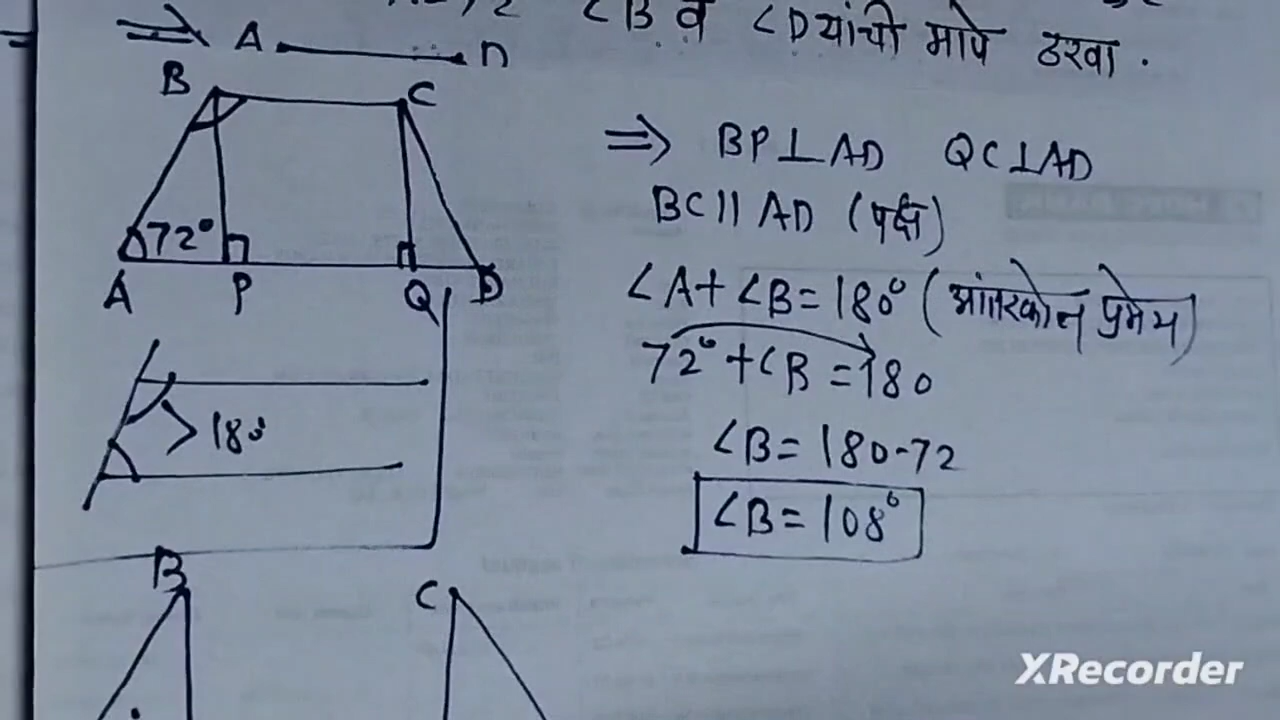 ∠B व ∠D यांची मापे ठरवा.
⇒ A D
B C
72°
A P Q D
180
⇒ BP⊥AD QC⊥AD
BC || AD (पक्ष)
∠A + ∠B = 180° (आंतरकोन प्रमेय)
72° + ∠B = 180
∠B = 180 - 72
∠B = 108°
B C
XRecorder